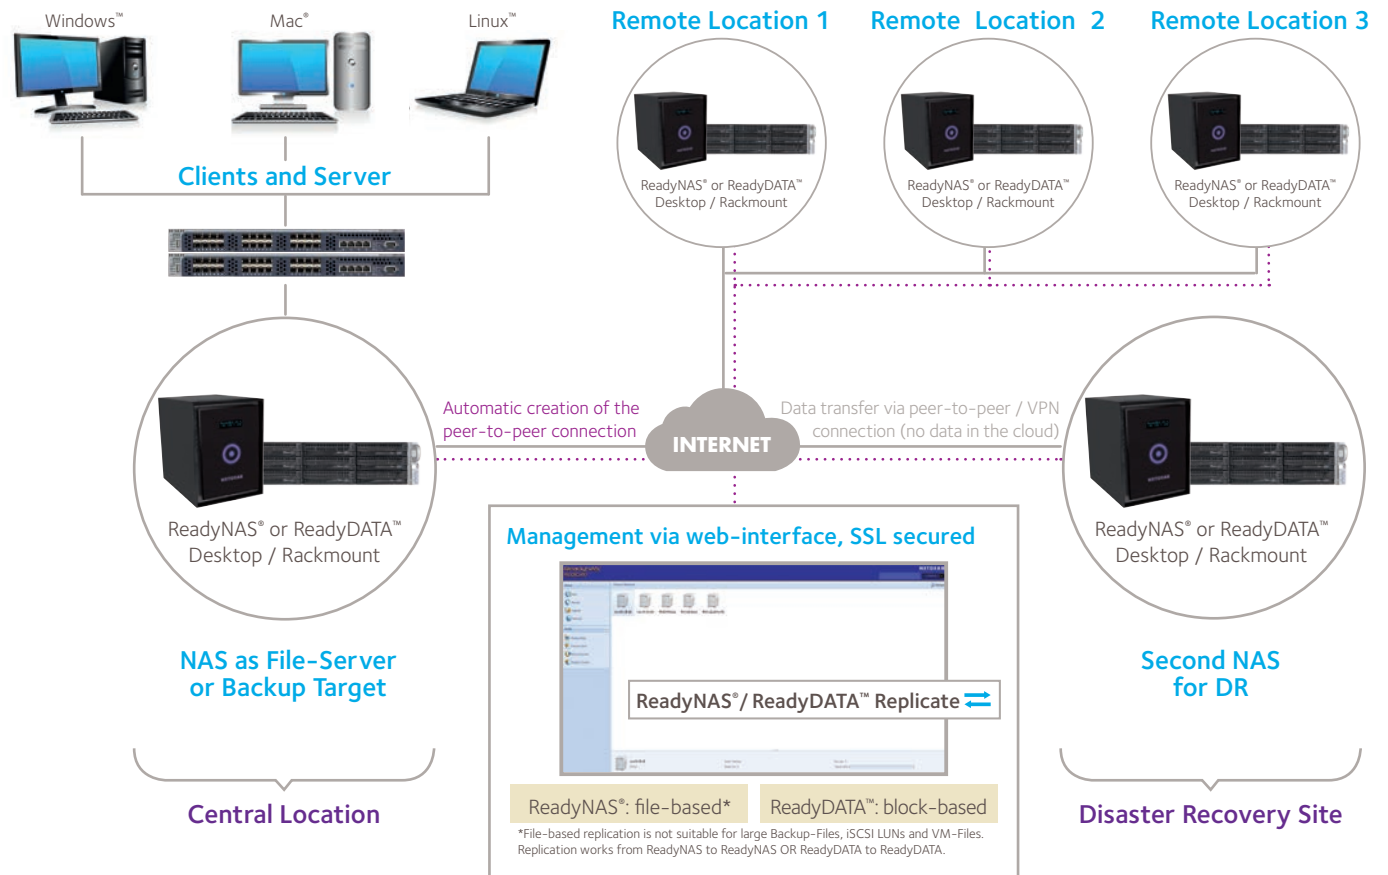 Windows™
Mac®
Linux™
Clients and Server
Remote Location 1
Remote Location 2
Remote Location 3
ReadyNAS® or ReadyDATA™
Desktop / Rackmount
ReadyNAS® or ReadyDATA™
Desktop / Rackmount
ReadyNAS® or ReadyDATA™
Desktop / Rackmount
Automatic creation of the
peer-to-peer connection
INTERNET
Data transfer via peer-to-peer / VPN
connection (no data in the cloud)
NETGEAR
ReadyNAS® or ReadyDATA™
Desktop / Rackmount
NAS as File-Server
or Backup Target
Central Location
Management via web-interface, SSL secured
NETGEAR
ReadyNAS®/ ReadyDATA™ Replicate
ReadyNAS®: file-based*
ReadyDATA™: block-based
*File-based replication is not suitable for large Backup-Files, iSCSI LUNs and VM-Files.
Replication works from ReadyNAS to ReadyNAS OR ReadyDATA to ReadyDATA.
NETGEAR
ReadyNAS® or ReadyDATA™
Desktop / Rackmount
Second NAS
for DR
Disaster Recovery Site